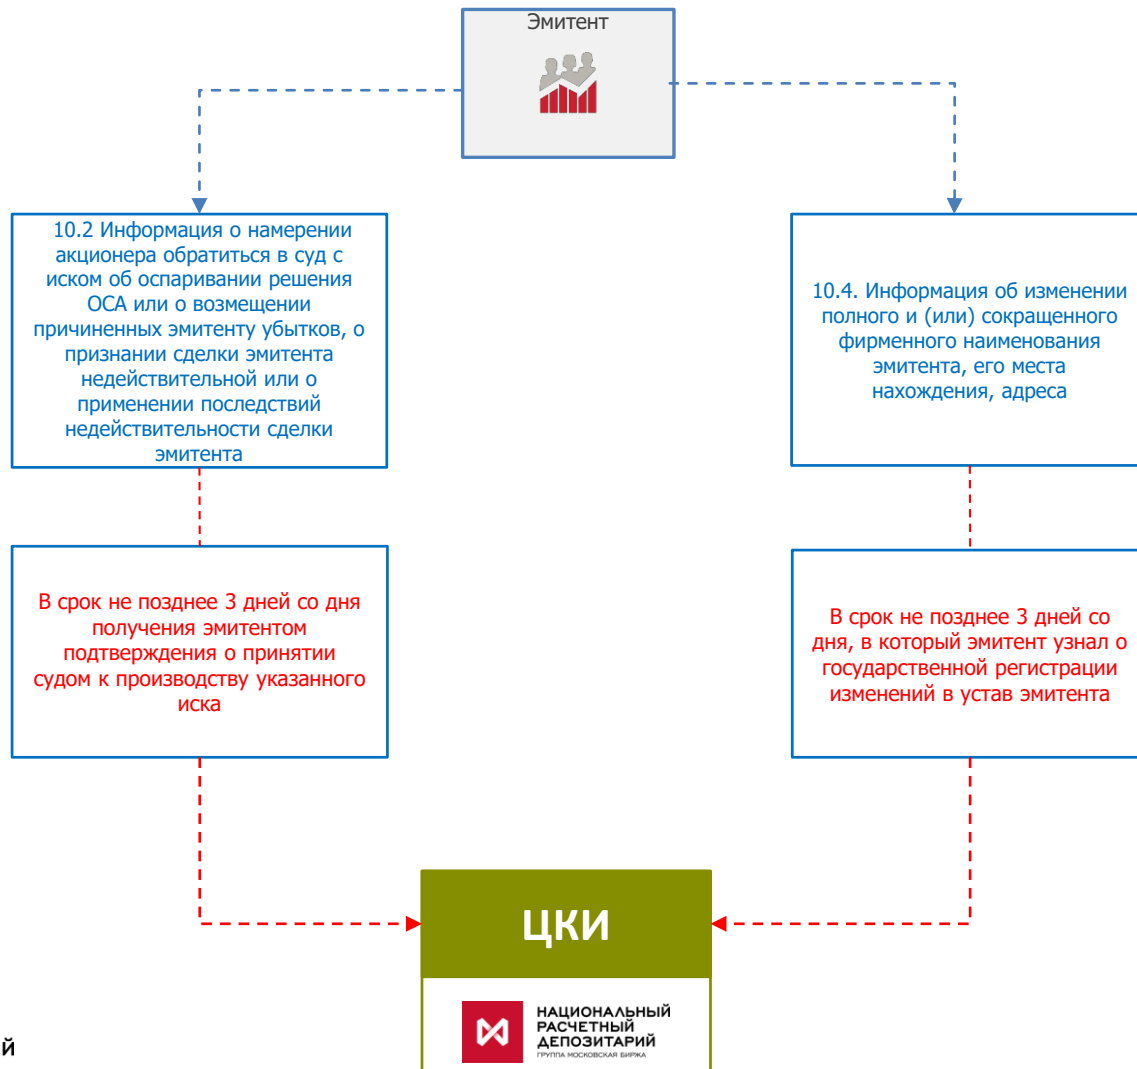 Эмитент
10.2 Информация о намерении
акционера обратиться в суд с
иском об оспаривании решения
ОСА или о возмещении
причиненных эмитенту убытков, о
признании сделки эмитента
недействительной или о
применении последствий
недействительности сделки
эмитента
10.4. Информация об изменении
полного и (или) сокращенного
фирменного наименования
эмитента, его места
нахождения, адреса
В срок не позднее 3 дней со дня
получения эмитентом
подтверждения о принятии
судом к производству указанного
иска
В срок не позднее 3 дней со
дня, в который эмитент узнал о
государственной регистрации
изменений в устав эмитента
ЦКИ
НАЦИОНАЛЬНЫЙ
РАСЧЕТНЫЙ
ДЕПОЗИТАРИЙ
ГРУППА МОСКОВСКАЯ БИРЖА
й